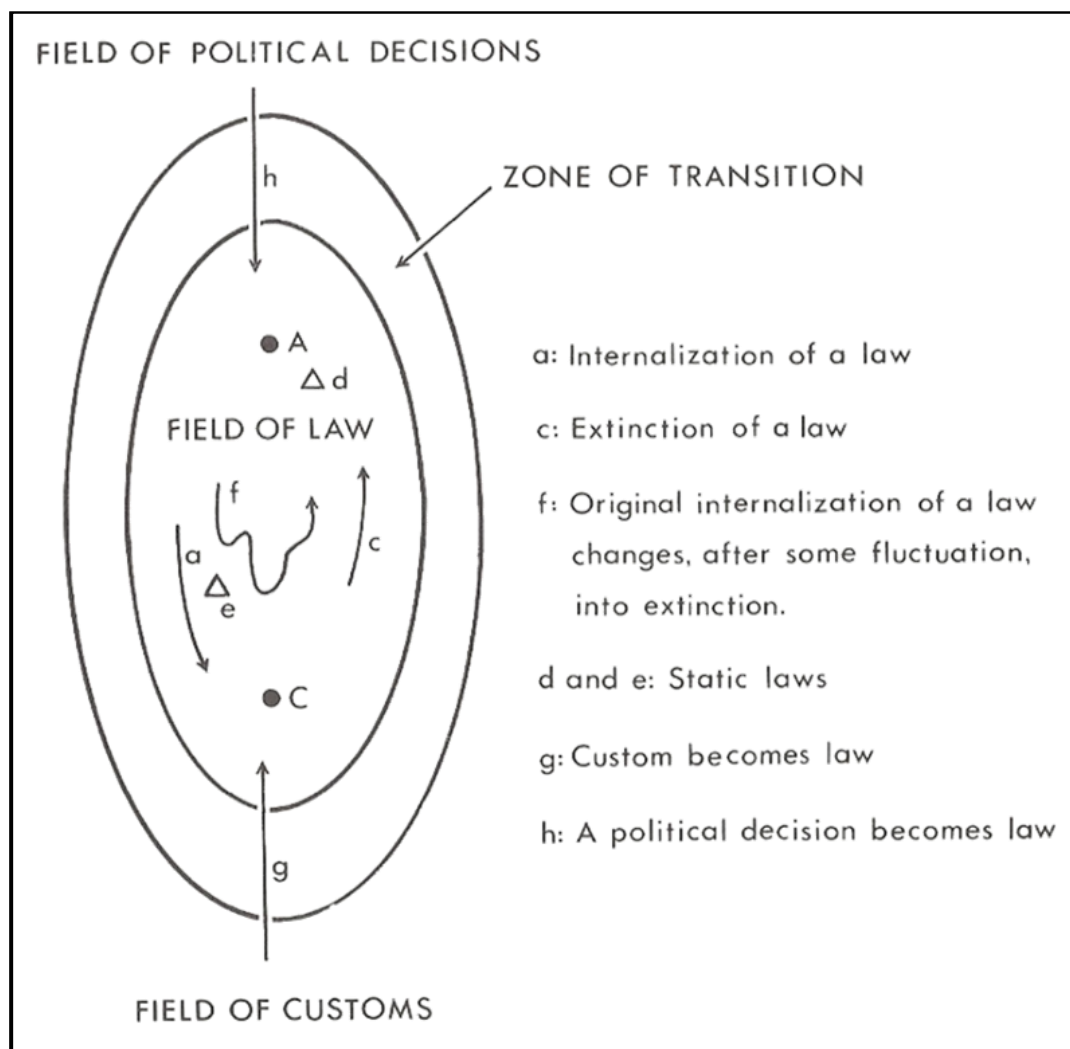 FIELD OF POLITICAL DECISIONS
h
ZONE OF TRANSITION
A
d
FIELD OF LAW
f
a
c
e
C
g
FIELD OF CUSTOMS
a: Internalization of a law
c: Extinction of a law
f: Original internalization of a law
changes, after some fluctuation,
into extinction.
d and e: Static laws
g: Custom becomes law
h: A political decision becomes law